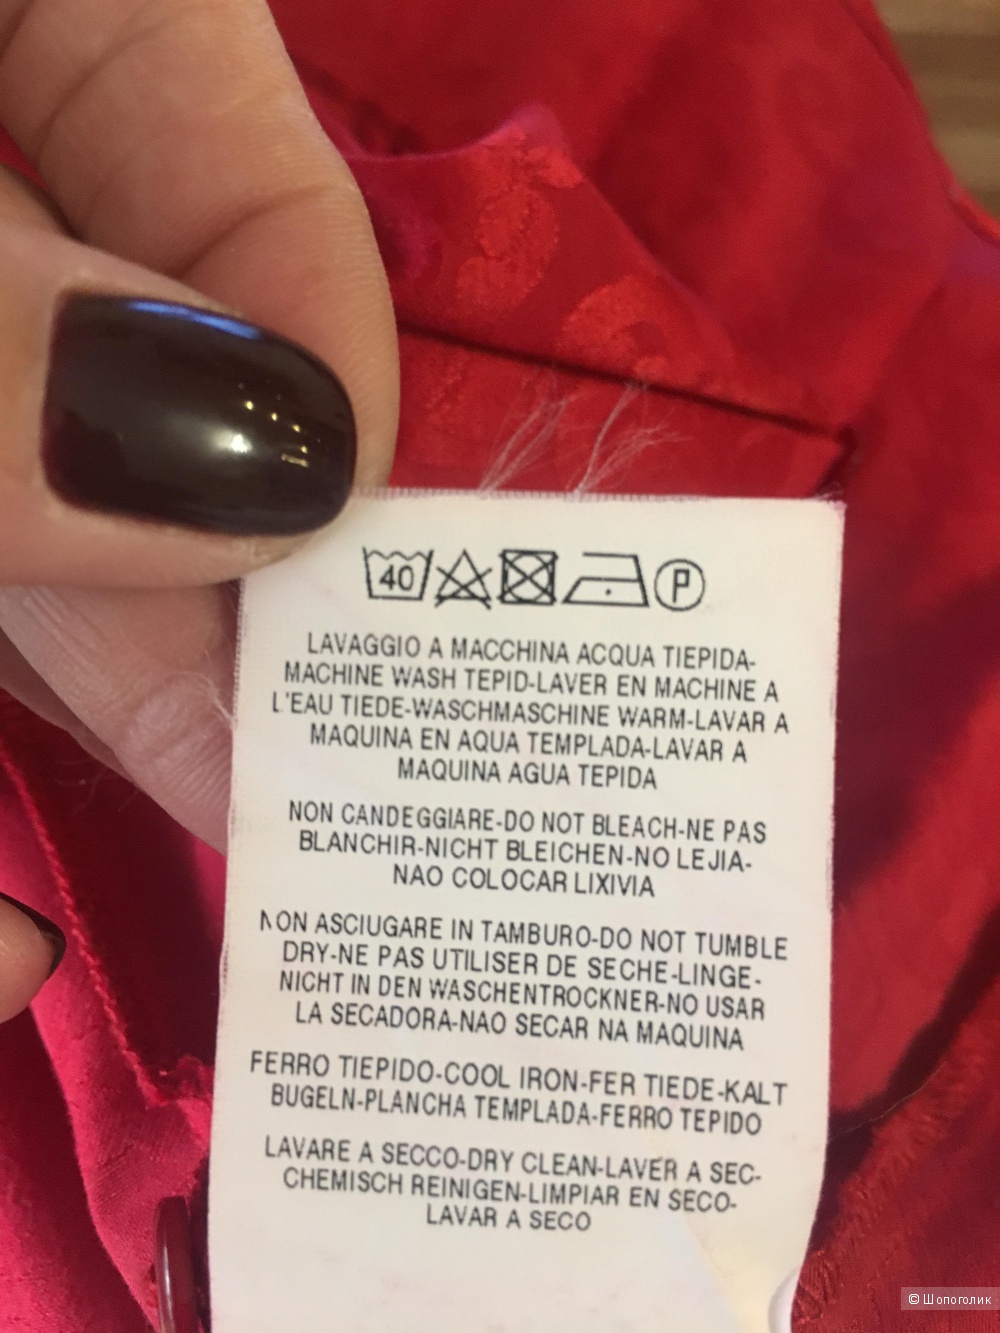 40 P
LAVAGGIO A MACCHINA ACQUA TIEPIDA-
MACHINE WASH TEPID-LAVER EN MACHINE A
L'EAU TIEDE-WASCHMASCHINE WARM-LAVAR A
MAQUINA EN AQUA TEMPLADA-LAVAR A
MAQUINA AGUA TEPIDA
NON CANDEGGIARE-DO NOT BLEACH-NE PAS
BLANCHIR-NICHT BLEICHEN-NO LEJIA-
NAO COLOCAR LIXIVIA
NON ASCIUGARE IN TAMBURO-DO NOT TUMBLE
DRY-NE PAS UTILISER DE SECHE-LINGE-
NICHT IN DEN WASCHENTROCKNER-NO USAR
LA SECADORA-NAO SECAR NA MAQUINA
FERRO TIEPIDO-COOL IRON-FER TIEDE-KALT
BUGELN-PLANCHA TEMPLADA-FERRO TEPIDO
LAVARE A SECCO-DRY CLEAN-LAVER A SEC-
CHEMISCH REINIGEN-LIMPIAR EN SECO-
LAVAR A SECO
© Шопоголик